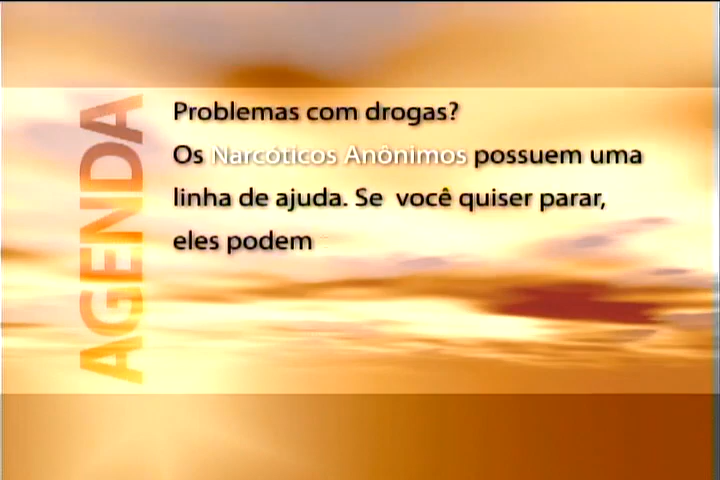 AGENDA
Problemas com drogas?
Os Narcóticos Anônimos possuem uma
linha de ajuda. Se você quiser parar,
eles podem